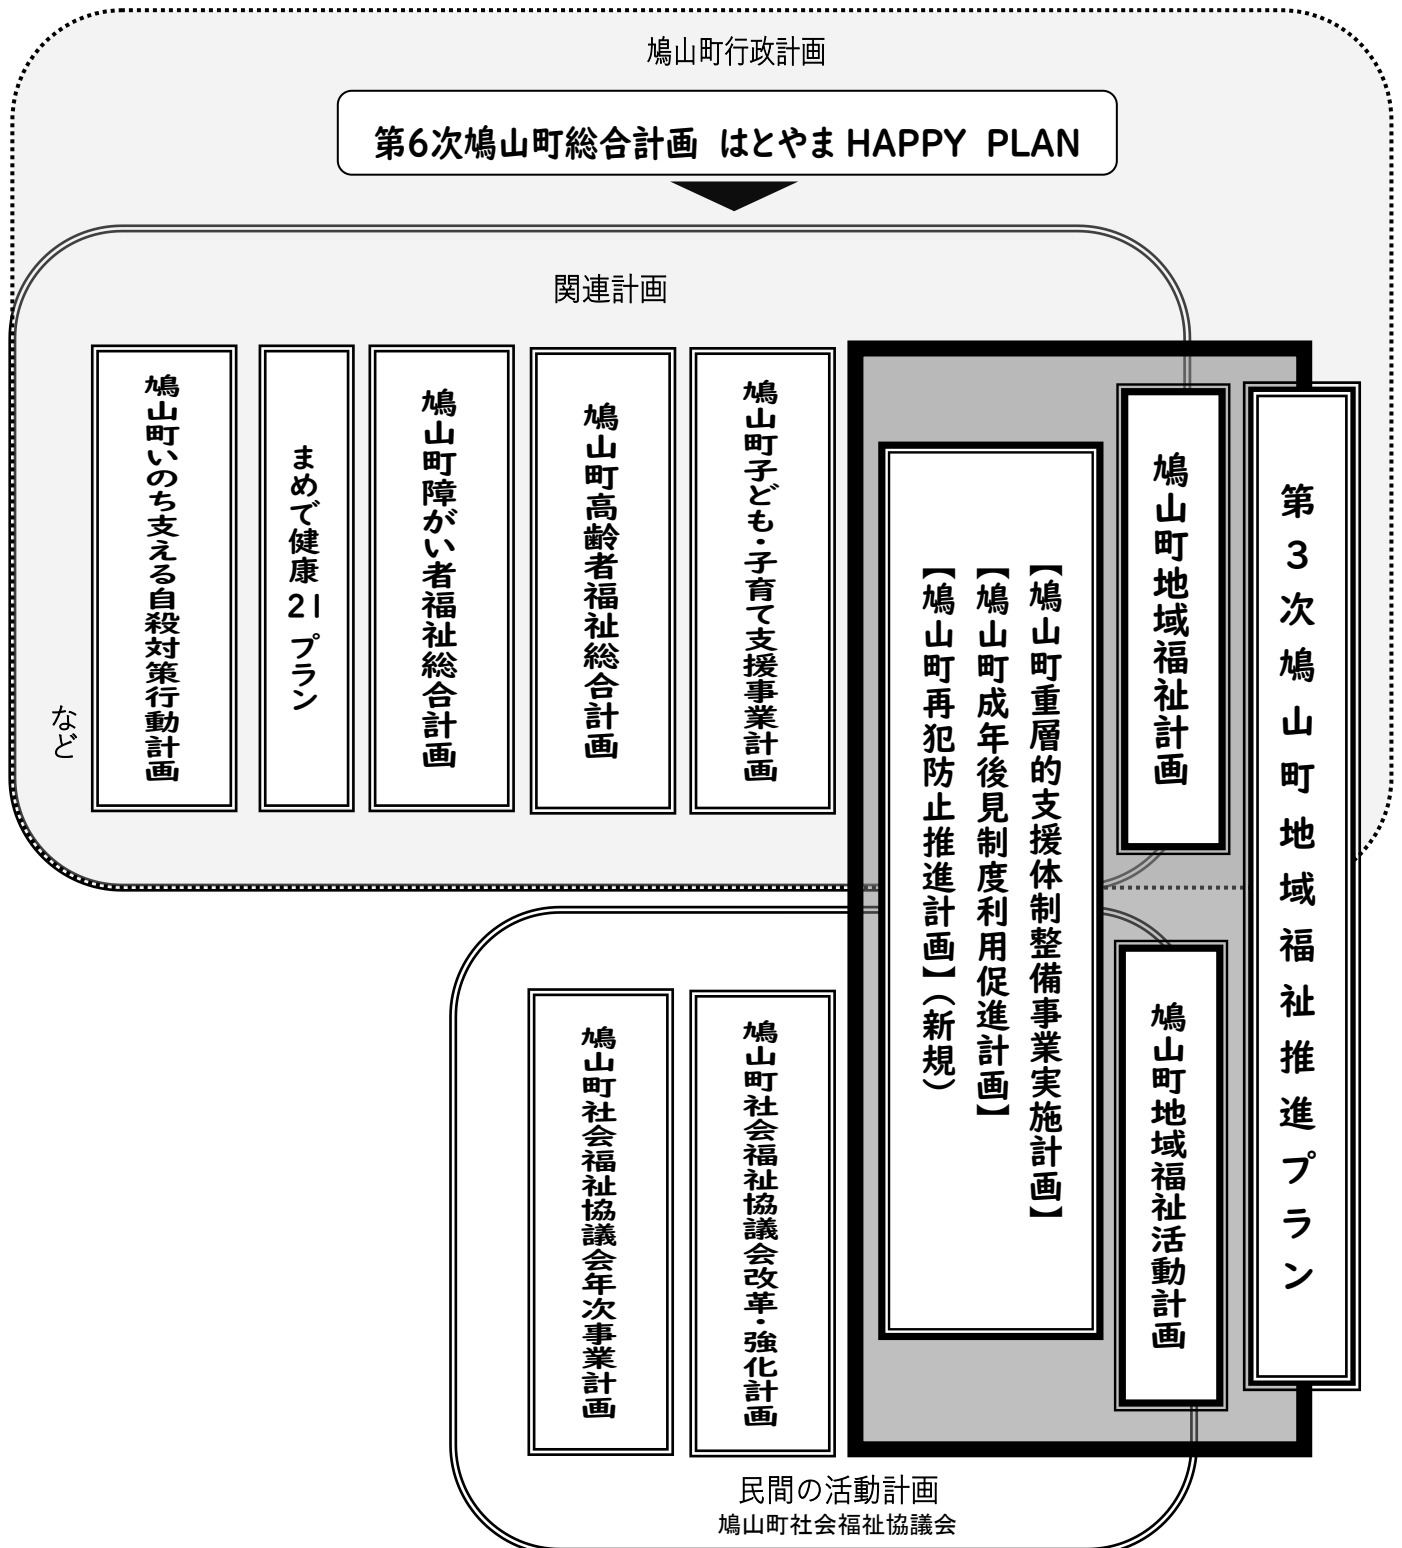 鳩山町行政計画
第6次鳩山町総合計画 はとやま HAPPY PLAN
関連計画
第３次鳩山町地域福祉推進プラン
鳩山町地域福祉計画
鳩山町地域福祉活動計画
【鳩山町重層的支援体制整備事業実施計画】
【鳩山町成年後見制度利用促進計画】
【鳩山町再犯防止推進計画】（新規）
鳩山町子ども・子育て支援事業計画
鳩山町高齢者福祉総合計画
鳩山町障がい者福祉総合計画
まめで健康 21 プラン
鳩山町いのち支える自殺対策行動計画
など
鳩山町社会福祉協議会改革・強化計画
鳩山町社会福祉協議会年次事業計画
民間の活動計画
鳩山町社会福祉協議会